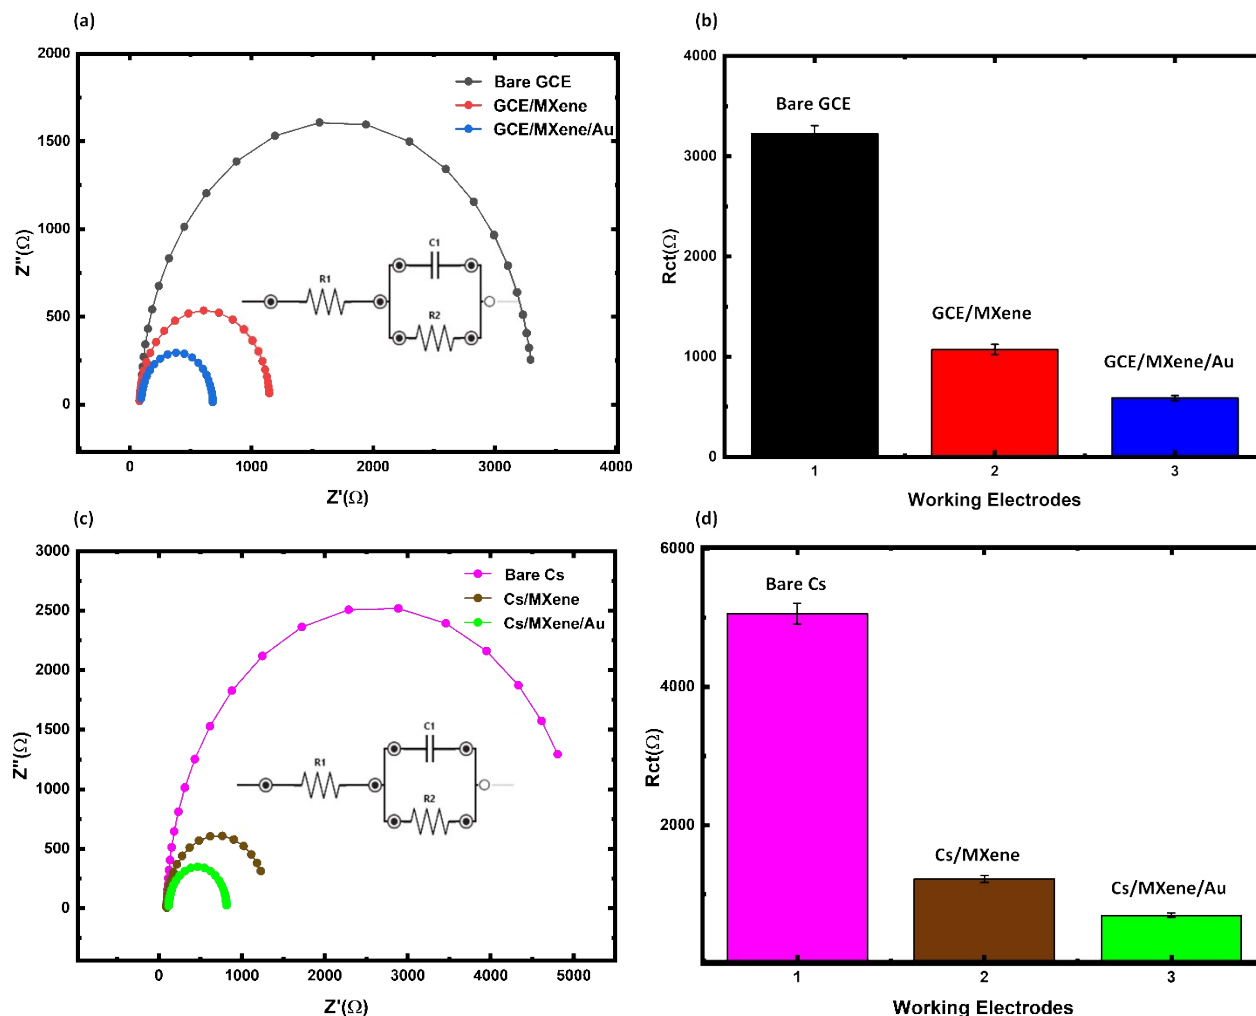 (a)
2000
1500
1000
500
0
Z''(Ω)
0
1000
2000
3000
4000
Z'(Ω)
Bare GCE
GCE/MXene
GCE/MXene/Au
C1
R1
R2
(b)
4000
3000
2000
1000
0
Rct(Ω)
Bare GCE
GCE/MXene
GCE/MXene/Au
1
2
3
Working Electrodes
(c)
3000
2500
2000
1500
1000
500
0
Z''(Ω)
0
1000
2000
3000
4000
5000
Z'(Ω)
Bare Cs
Cs/MXene
Cs/MXene/Au
C1
R1
R2
(d)
6000
4000
2000
Rct(Ω)
Bare Cs
Cs/MXene
Cs/MXene/Au
1
2
3
Working Electrodes